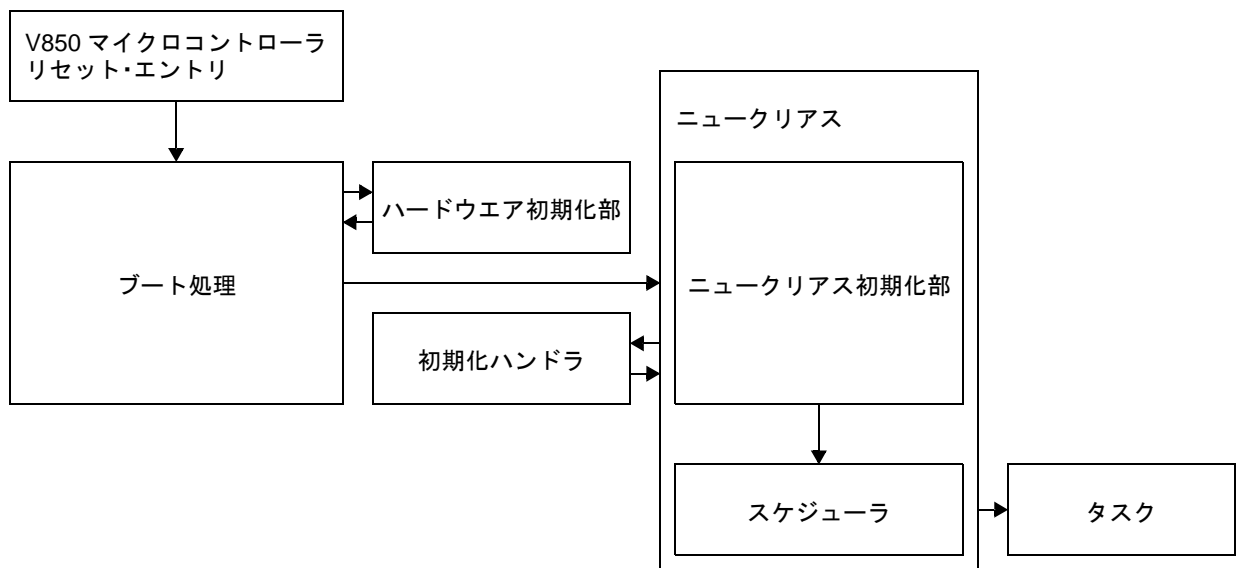 V850 マイクロコントローラ
リセット・エントリ
ニュークリアス
ハードウエア初期化部
ブート処理
ニュークリアス初期化部
初期化ハンドラ
スケジューラ
タスク